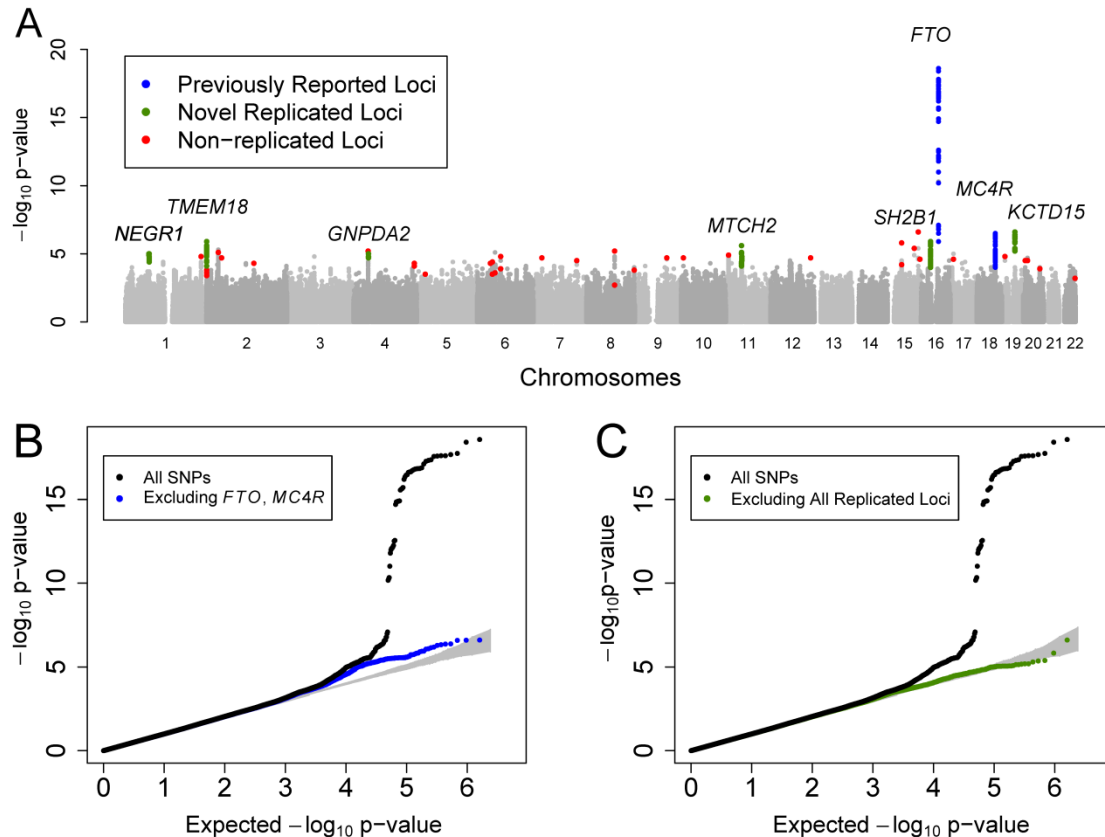 A
FTO
20
15
10
5
0
−log10 p−value
Previously Reported Loci
Novel Replicated Loci
Non−replicated Loci
NEGR1
TMEM18
GNPDA2
MTCH2
SH2B1
MC4R
KCTD15
1 2 3 4 5 6 7 8 9 10 11 12 13 14 15 16 17 18 19 20 21 22
Chromosomes
B
All SNPs
Excluding FTO, MC4R
15
10
5
0
−log10 p−value
0 1 2 3 4 5 6
Expected −log10 p−value
C
All SNPs
Excluding All Replicated Loci
15
10
5
0
−log10p−value
0 1 2 3 4 5 6
Expected −log10 p−value